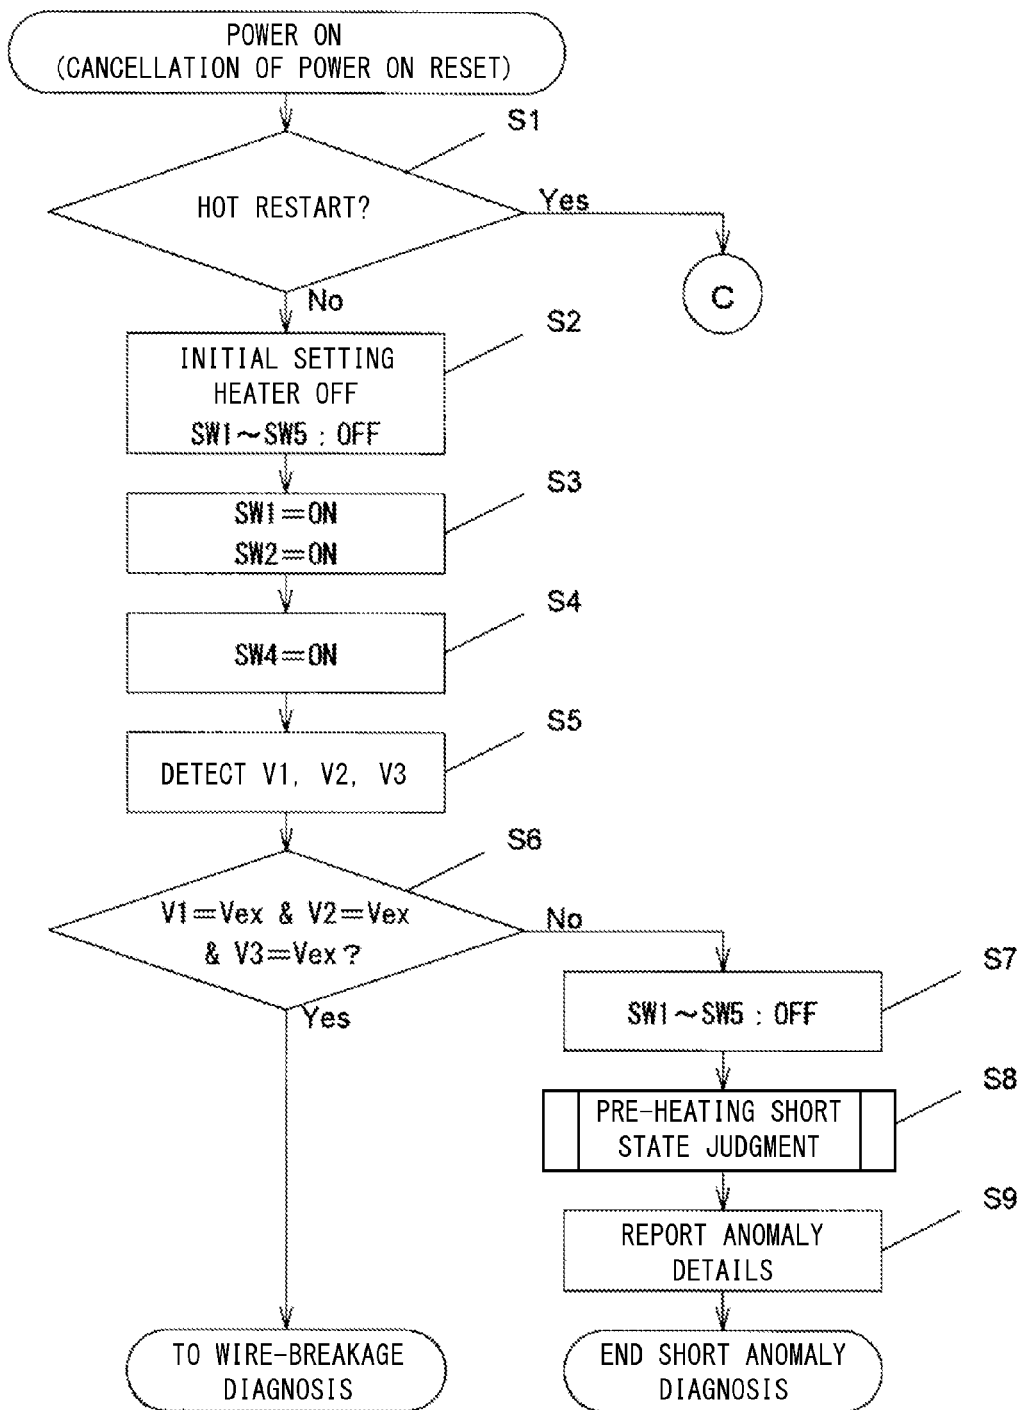 POWER ON
(CANCELLATION OF POWER ON RESET)
S1
HOT RESTART?
Yes
C
No
S2
INITIAL SETTING
HEATER OFF
SW1～SW5 : OFF
S3
SW1＝ON
SW2＝ON
S4
SW4＝ON
S5
DETECT V1, V2, V3
S6
V1＝Vex & V2＝Vex
& V3＝Vex?
No
Yes
S7
SW1～SW5 : OFF
S8
PRE-HEATING SHORT
STATE JUDGMENT
S9
REPORT ANOMALY
DETAILS
TO WIRE-BREAKAGE
DIAGNOSIS
END SHORT ANOMALY
DIAGNOSIS